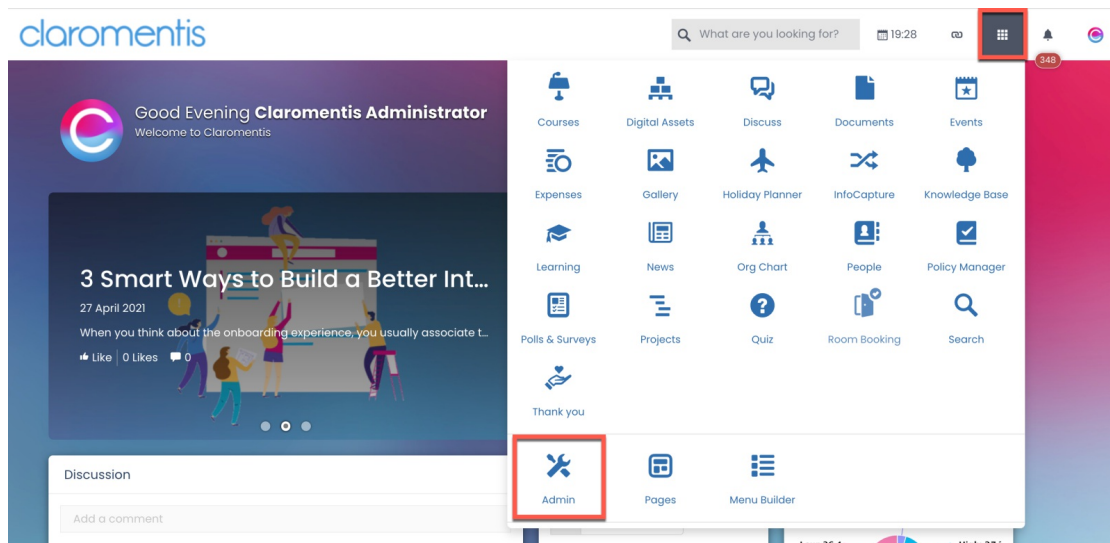 claromentis
What are you looking for?
19:28
348
Good Evening Claromentis Administrator
Welcome to Claromentis
3 Smart Ways to Build a Better Int...
27 April 2021
When you think about the onboarding experience, you usually associate t...
Like 0 Likes 0
Discussion
Add a comment
Courses Digital Assets Discuss Documents Events
Expenses Gallery Holiday Planner InfoCapture Knowledge Base
Learning News Org Chart People Policy Manager
Polls & Surveys Projects Quiz Room Booking Search
Thank you
Admin Pages Menu Builder